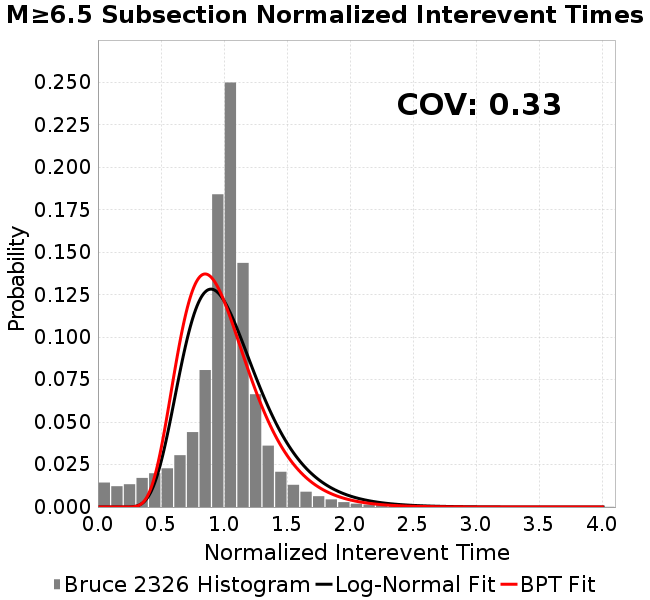 M≥6.5 Subsection Normalized Interevent Times
COV: 0.33
0.250
0.225
0.200
0.175
0.150
0.125
0.100
0.075
0.050
0.025
0.000
Probability
0.0 0.5 1.0 1.5 2.0 2.5 3.0 3.5 4.0
Normalized Interevent Time
Bruce 2326 Histogram Log-Normal Fit BPT Fit